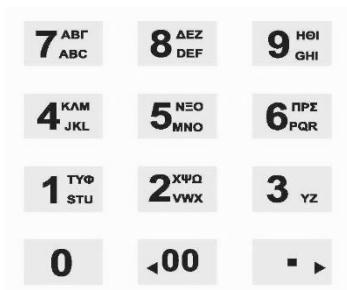 7 ΑΒΓ ABC
8 ΔΕΖ DEF
9 ΗΘΙ GHI
4 ΚΛΜ JKL
5 ΝΞΟ MNO
6 ΠΡΣ PQR
1 ΤΥΦ STU
2 ΧΨΩ VWX
3 YZ
0
◄00
. ►